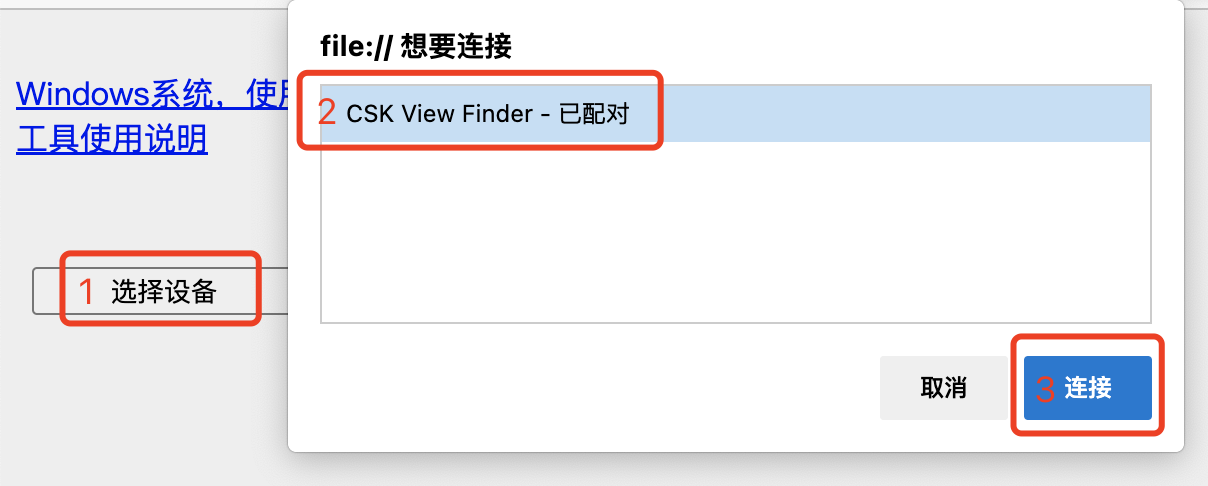 file:// 想要连接
Windows系统，使用
工具使用说明
2 CSK View Finder - 已配对
1 选择设备
取消
3 连接